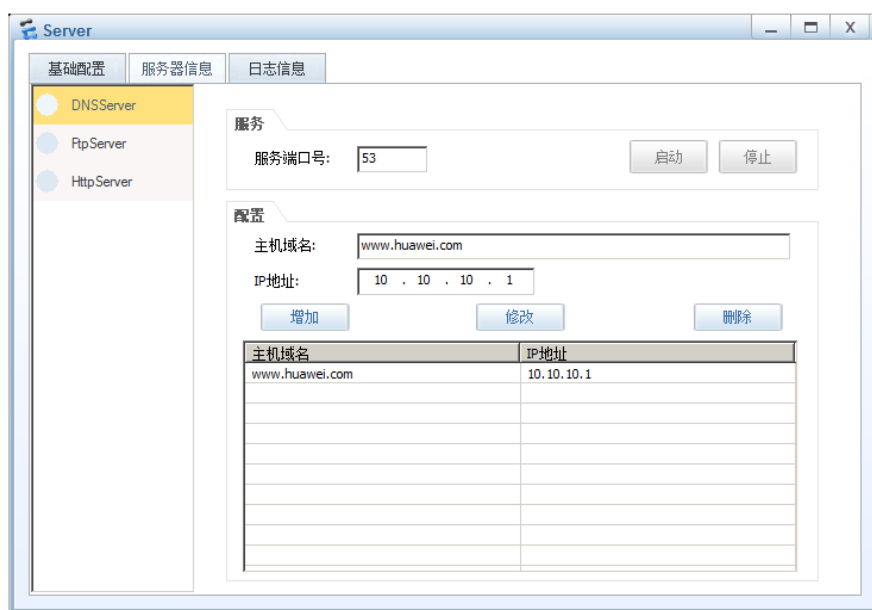 Server
基础配置 服务器信息 日志信息
DNSServer
FtpServer
HttpServer
服务
服务端口号: 53 启动 停止
配置
主机域名: www.huawei.com
IP地址: 10 . 10 . 10 . 1
增加 修改 删除
主机域名 IP地址
www.huawei.com 10.10.10.1